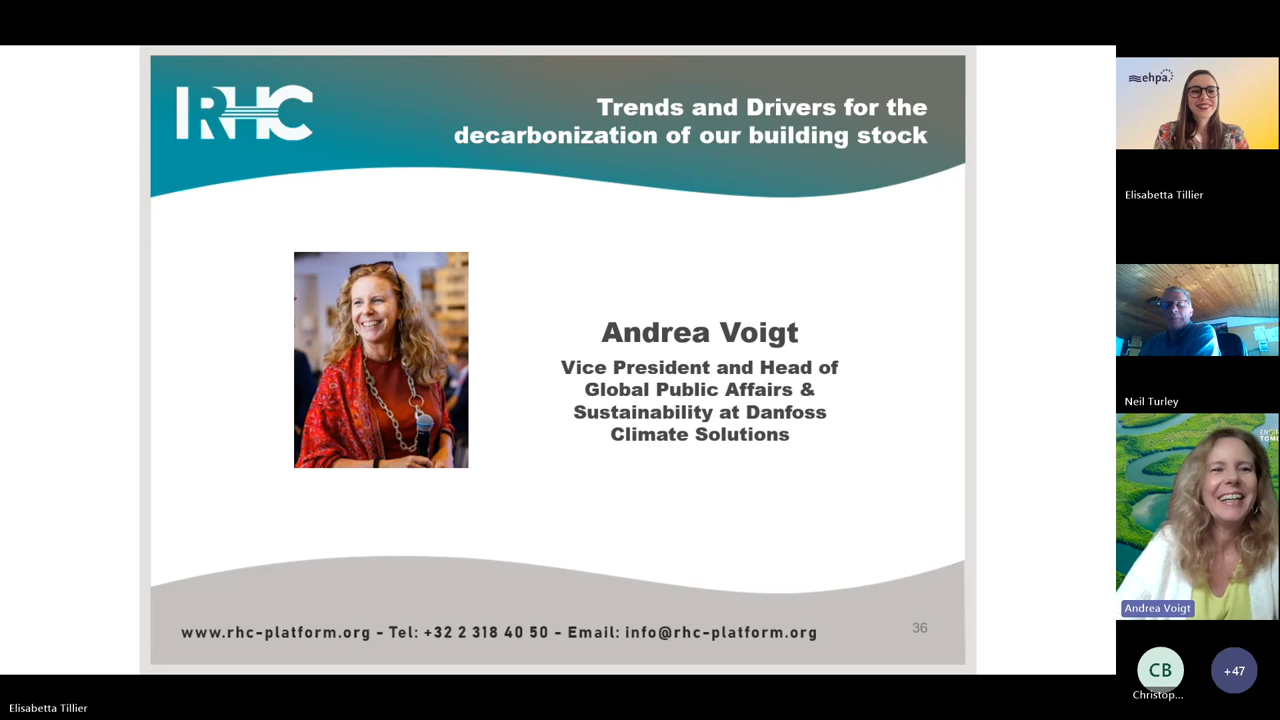 RHC
Trends and Drivers for the
decarbonization of our building stock
Andrea Voigt
Vice President and Head of
Global Public Affairs &
Sustainability at Danfoss
Climate Solutions
www.rhc-platform.org - Tel: +32 2 318 40 50 - Email: info@rhc-platform.org
36
ehpa
Elisabetta Tillier
Neil Turley
Andrea Voigt
CB
Christop...
+47
Elisabetta Tillier